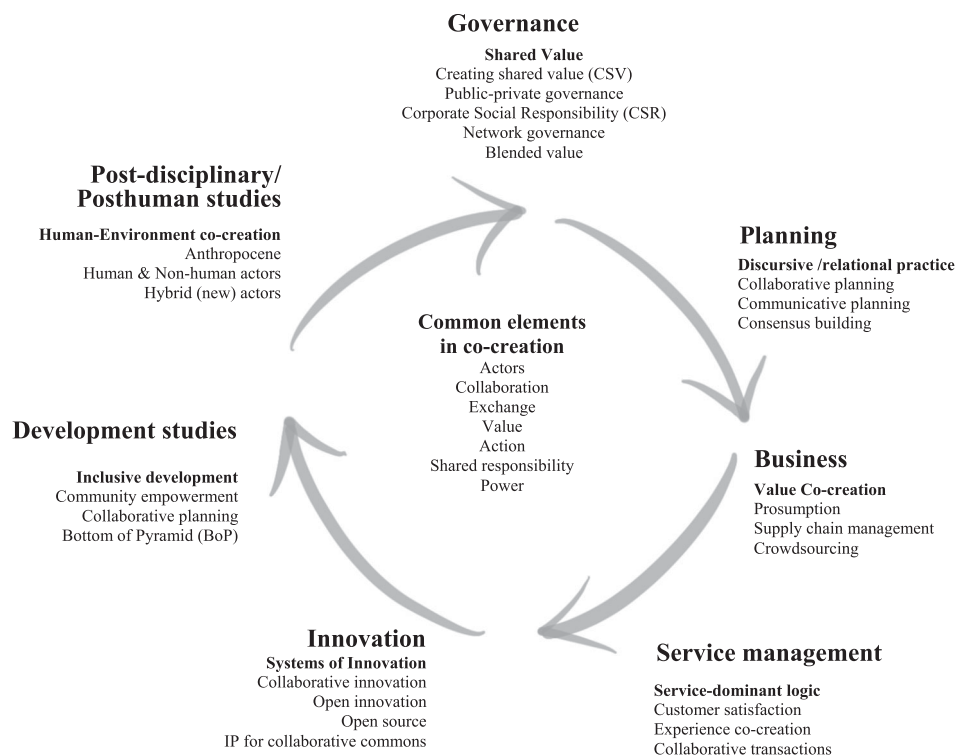 Governance
Shared Value
Creating shared value (CSV)
Public-private governance
Corporate Social Responsibility (CSR)
Network governance
Blended value
Post-disciplinary/
Posthuman studies
Human-Environment co-creation
Anthropocene
Human & Non-human actors
Hybrid (new) actors
Planning
Discursive /relational practice
Collaborative planning
Communicative planning
Consensus building
Common elements
in co-creation
Actors
Collaboration
Exchange
Value
Action
Shared responsibility
Power
Development studies
Inclusive development
Community empowerment
Collaborative planning
Bottom of Pyramid (BoP)
Business
Value Co-creation
Prosumption
Supply chain management
Crowdsourcing
Innovation
Systems of Innovation
Collaborative innovation
Open innovation
Open source
IP for collaborative commons
Service management
Service-dominant logic
Customer satisfaction
Experience co-creation
Collaborative transactions